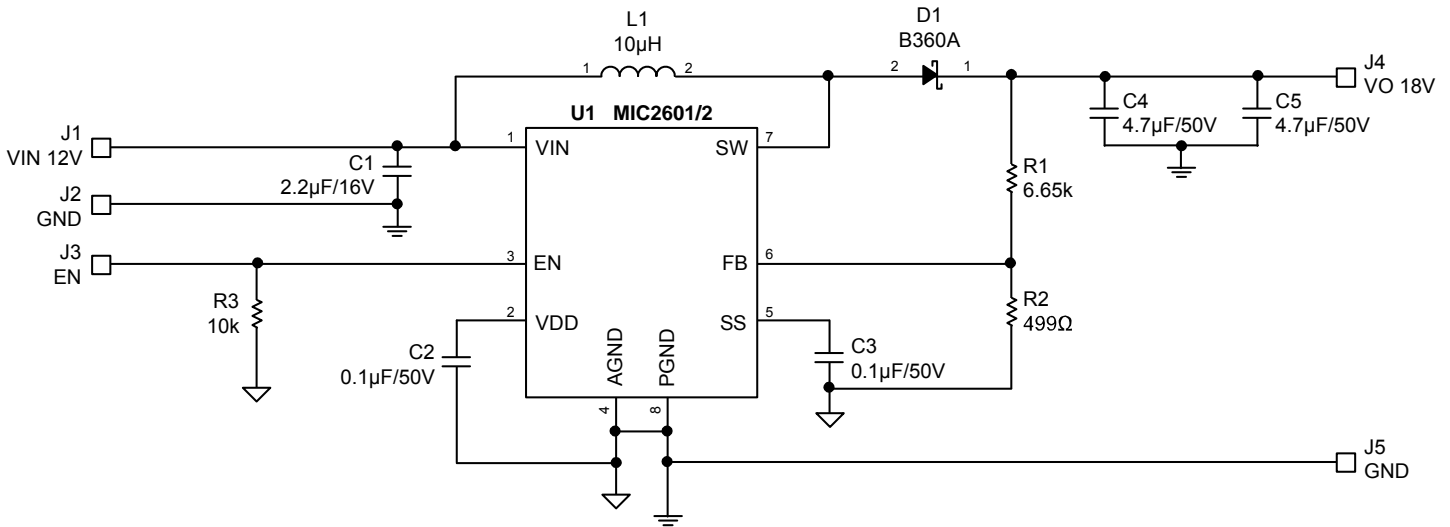 L1
10µH
1
2
D1
B360A
2
1
J4
VO 18V
C4
4.7µF/50V
C5
4.7µF/50V
U1 MIC2601/2
J1
VIN 12V
C1
2.2µF/16V
1
VIN
SW
7
R1
6.65k
J2
GND
J3
EN
3
EN
FB
6
R3
10k
R2
499Ω
2
VDD
SS
5
C2
0.1µF/50V
C3
0.1µF/50V
AGND
PGND
4
8
J5
GND